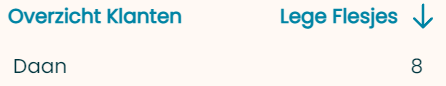 Overzicht Klanten Lege Flesjes ↓
Daan 8